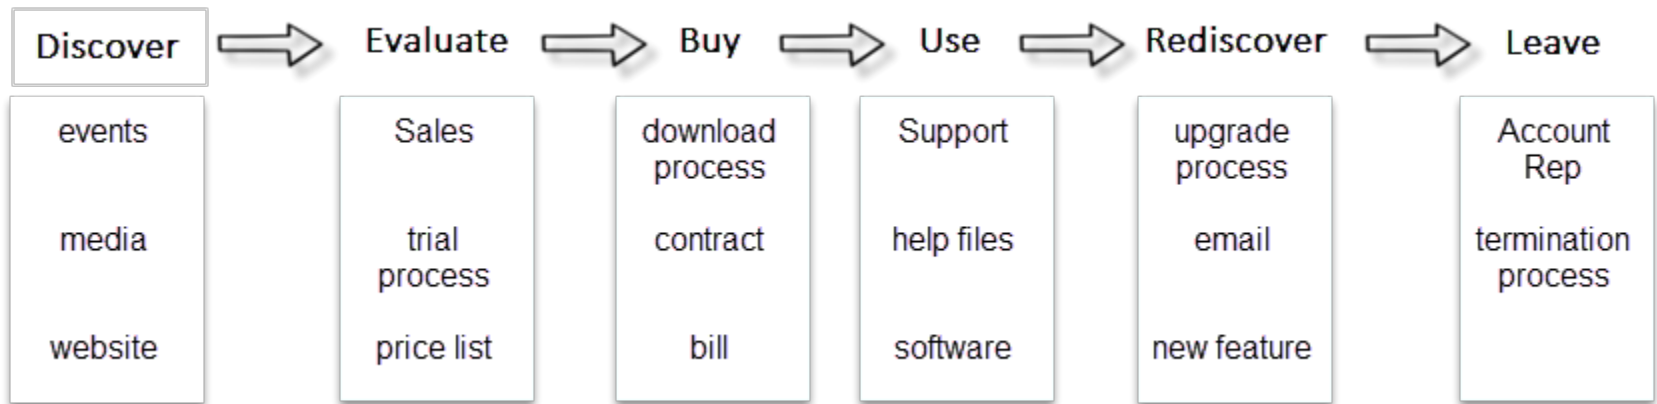 Discover
Evaluate
Buy
Use
Rediscover
Leave
events
media
website
Sales
trial
process
price list
download
process
contract
bill
Support
help files
software
upgrade
process
email
new feature
Account
Rep
termination
process